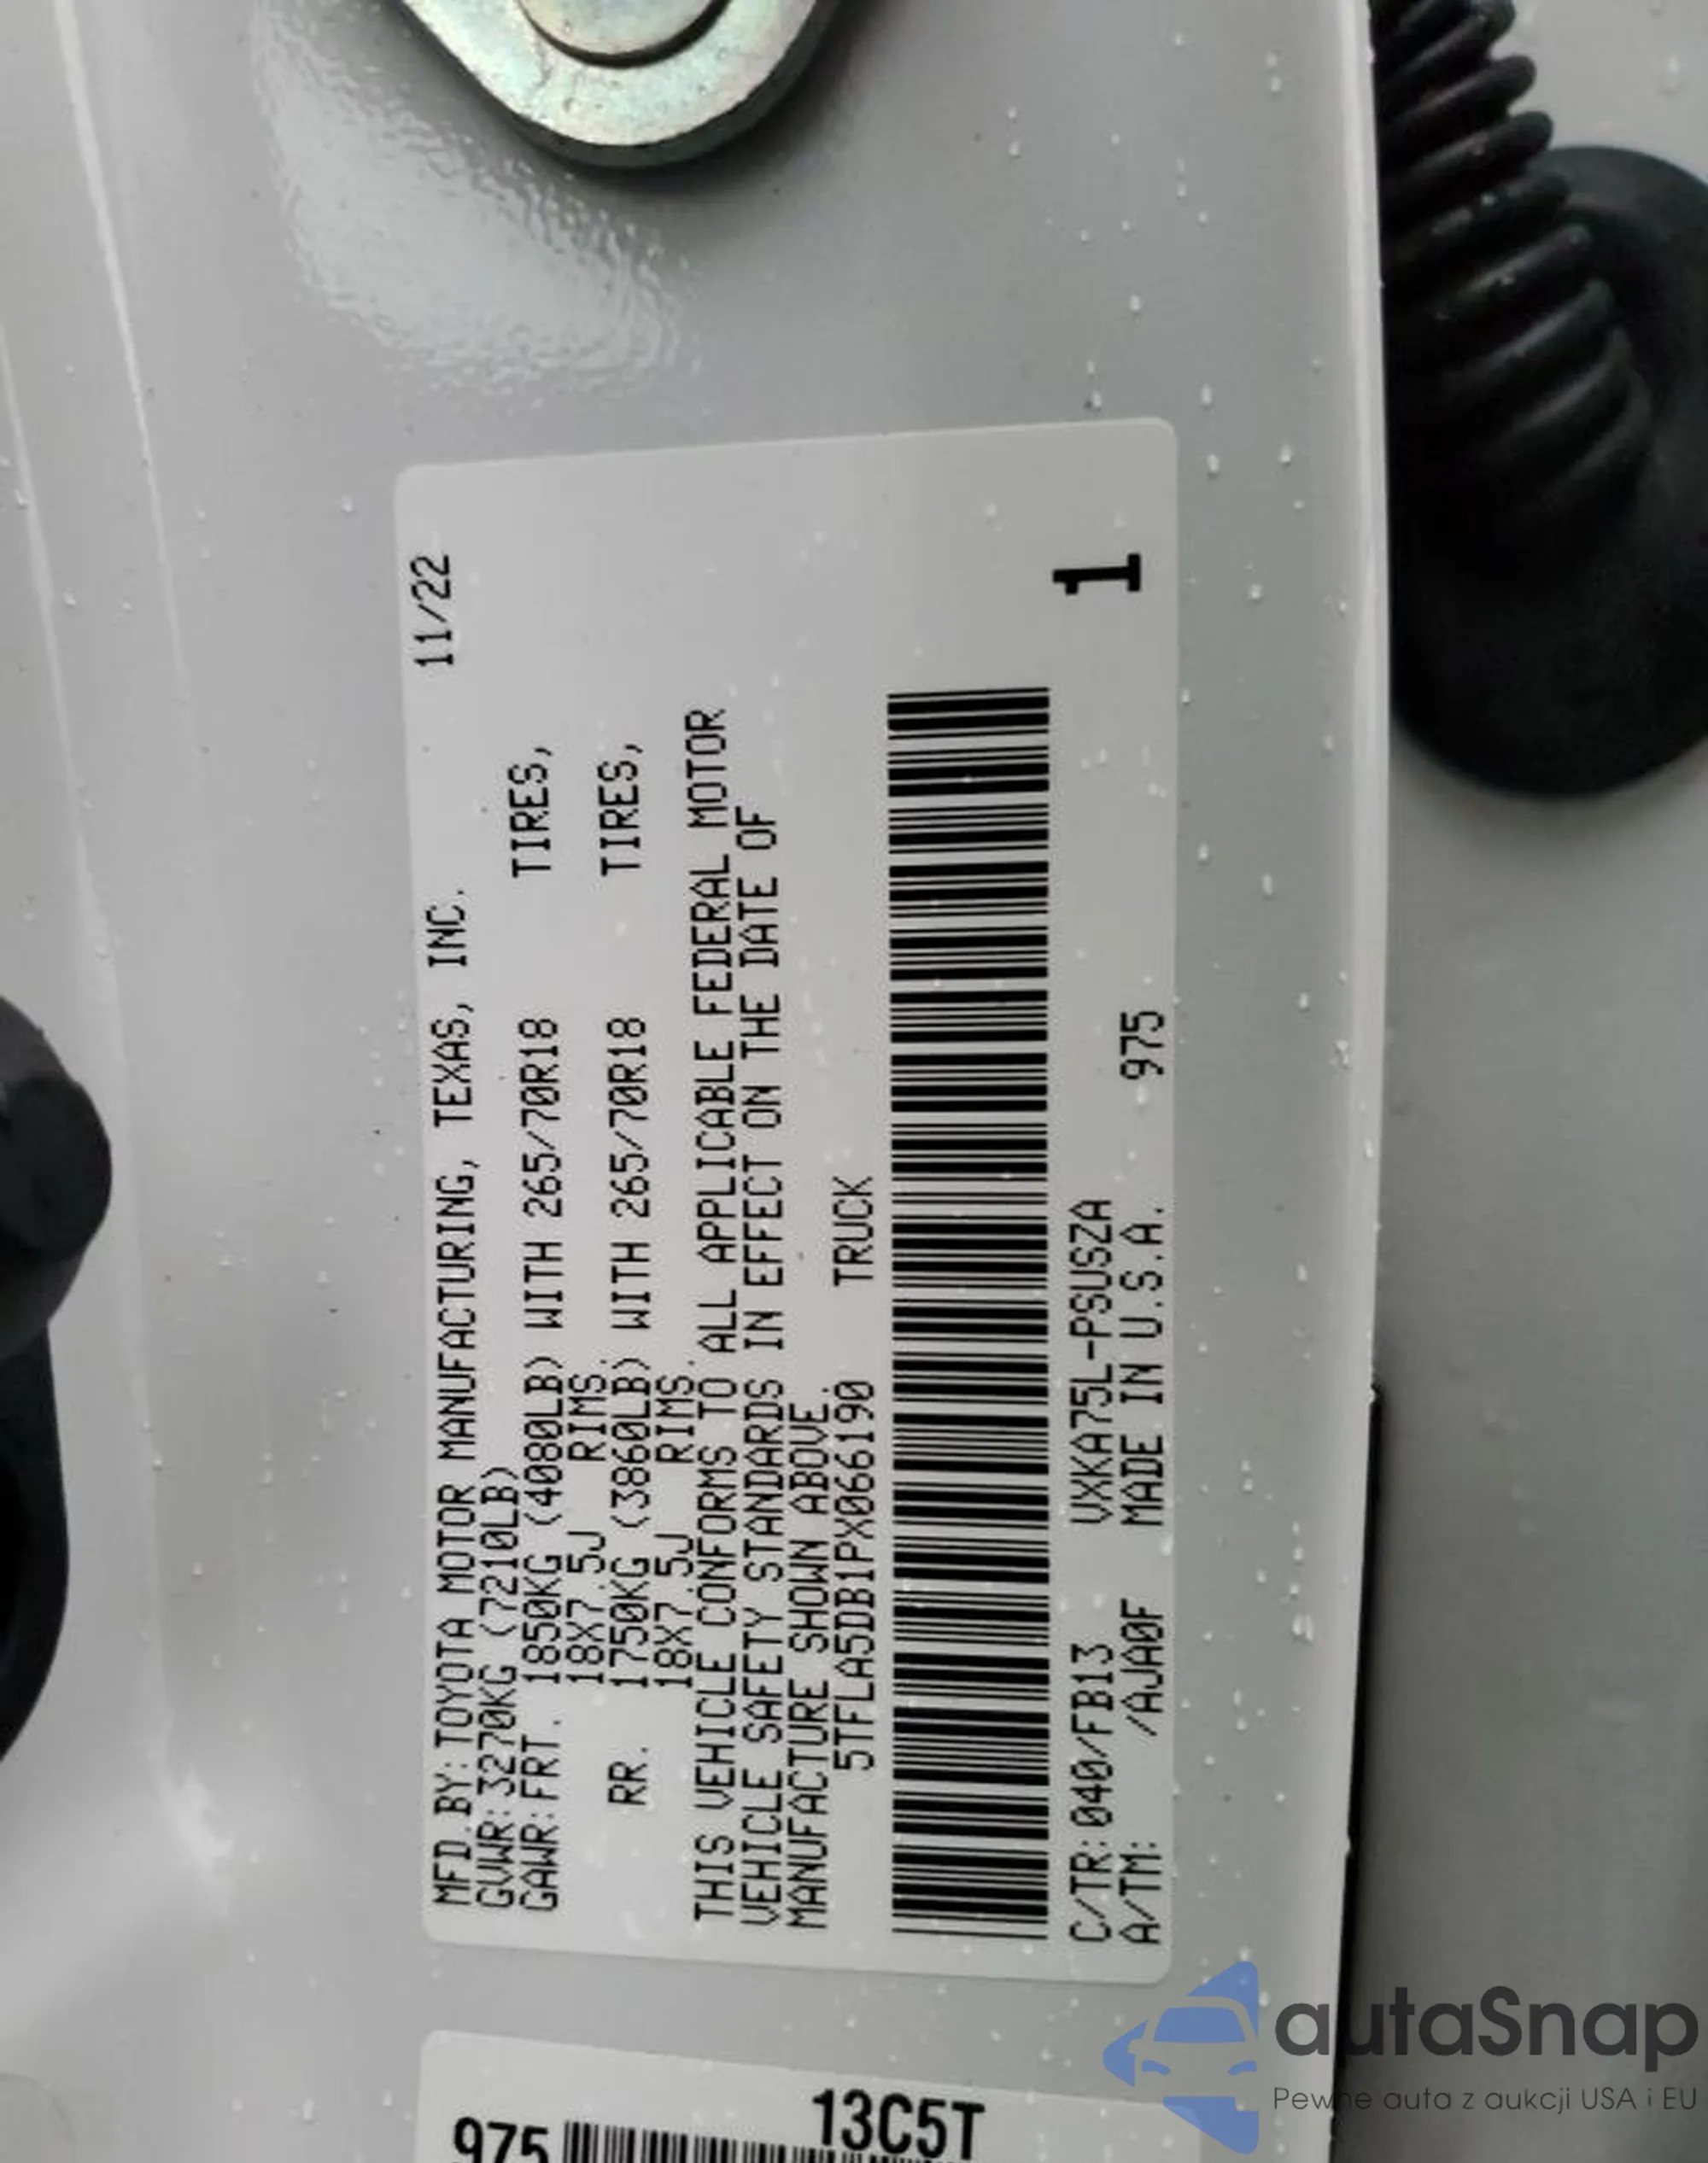 MFD.BY:TOYOTA MOTOR MANUFACTURING, TEXAS, INC. 11/22
GVWR:3270KG (7210LB)
GAWR:FRT. 1850KG (4080LB) WITH 265/70R18 TIRES,
18X7.5J RIMS.
RR. 1750KG (3860LB) WITH 265/70R18 TIRES,
18X7.5J RIMS.
THIS VEHICLE CONFORMS TO ALL APPLICABLE FEDERAL MOTOR
VEHICLE SAFETY STANDARDS IN EFFECT ON THE DATE OF
MANUFACTURE SHOWN ABOVE.
5TFLA5DB1PX066190 TRUCK
C/TR:040/FB13 VXKA75L-PSUSZA 1
A/TM: /AJA0F MADE IN U.S.A. 975
975 13C5T
autaSnap
Pewne auta z aukcji USA i EU